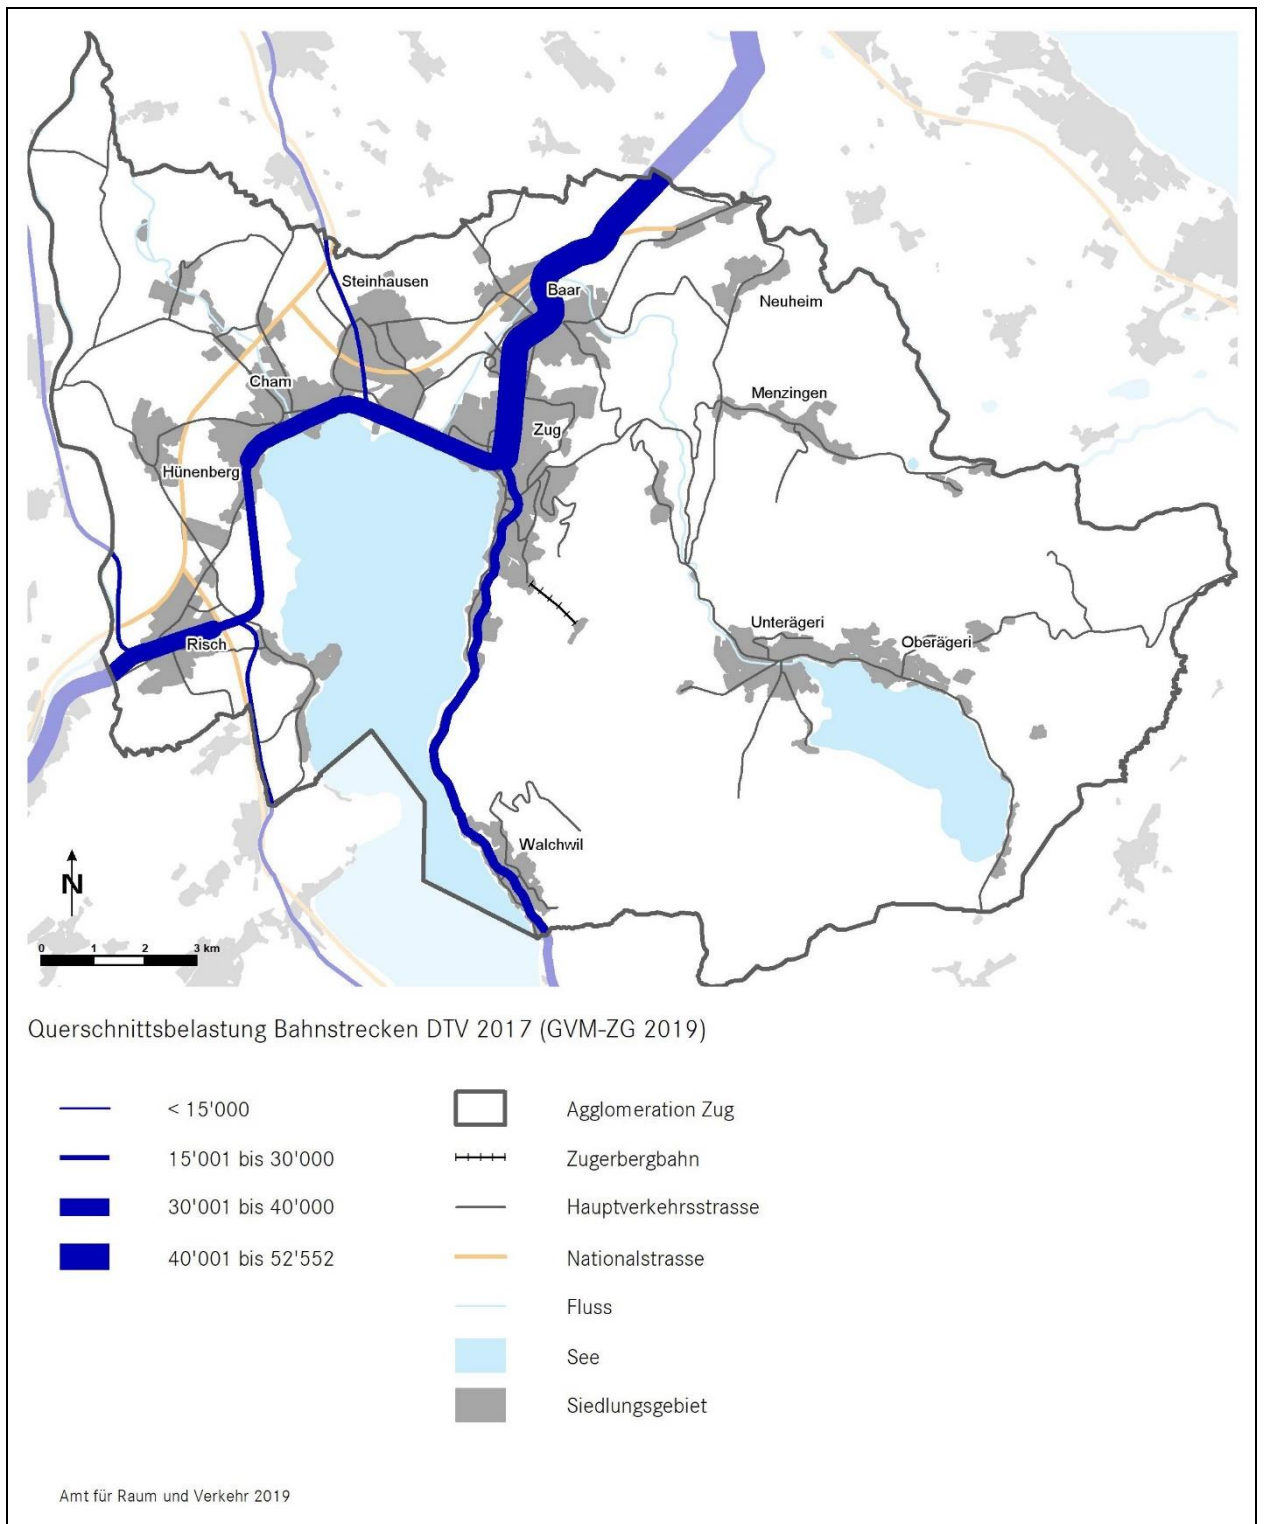 Steinhausen
Baar
Neuheim
Cham
Menzingen
Zug
Hünenberg
Unterägeri
Oberägeri
Risch
Walchwil
N
0 1 2 3 km
Querschnittsbelastung Bahnstrecken DTV 2017 (GVM-ZG 2019)
< 15'000
15'001 bis 30'000
30'001 bis 40'000
40'001 bis 52'552
Agglomeration Zug
Zugerbergbahn
Hauptverkehrsstrasse
Nationalstrasse
Fluss
See
Siedlungsgebiet
Amt für Raum und Verkehr 2019